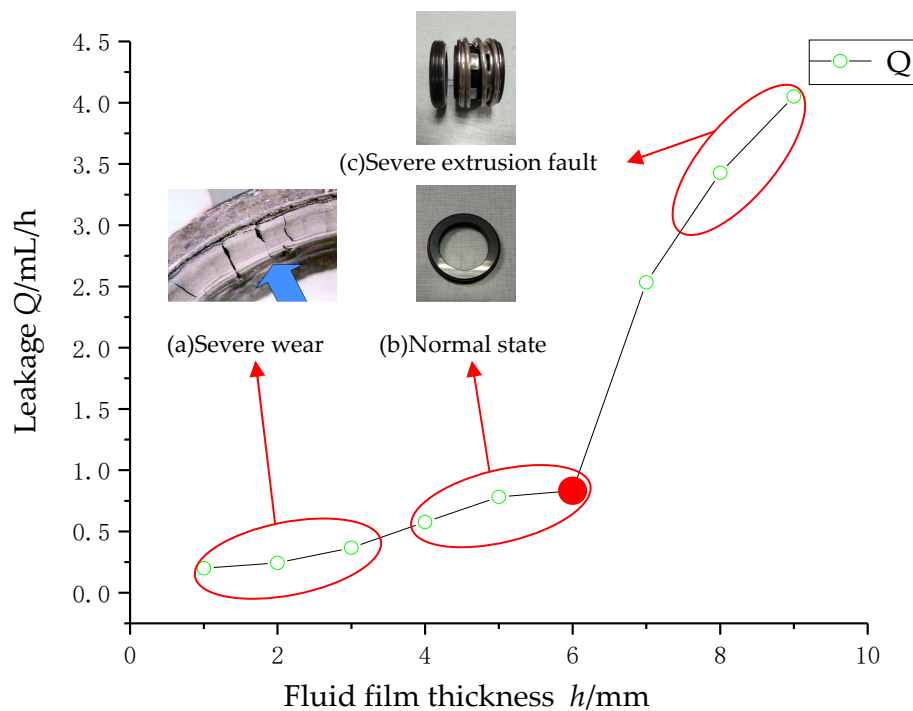 4.5
4.0
3.5
3.0
2.5
2.0
1.5
1.0
0.5
0.0
Leakage Q/mL/h
Q
(c)Severe extrusion fault
(a)Severe wear
(b)Normal state
0
2
4
6
8
10
Fluid film thickness h/mm